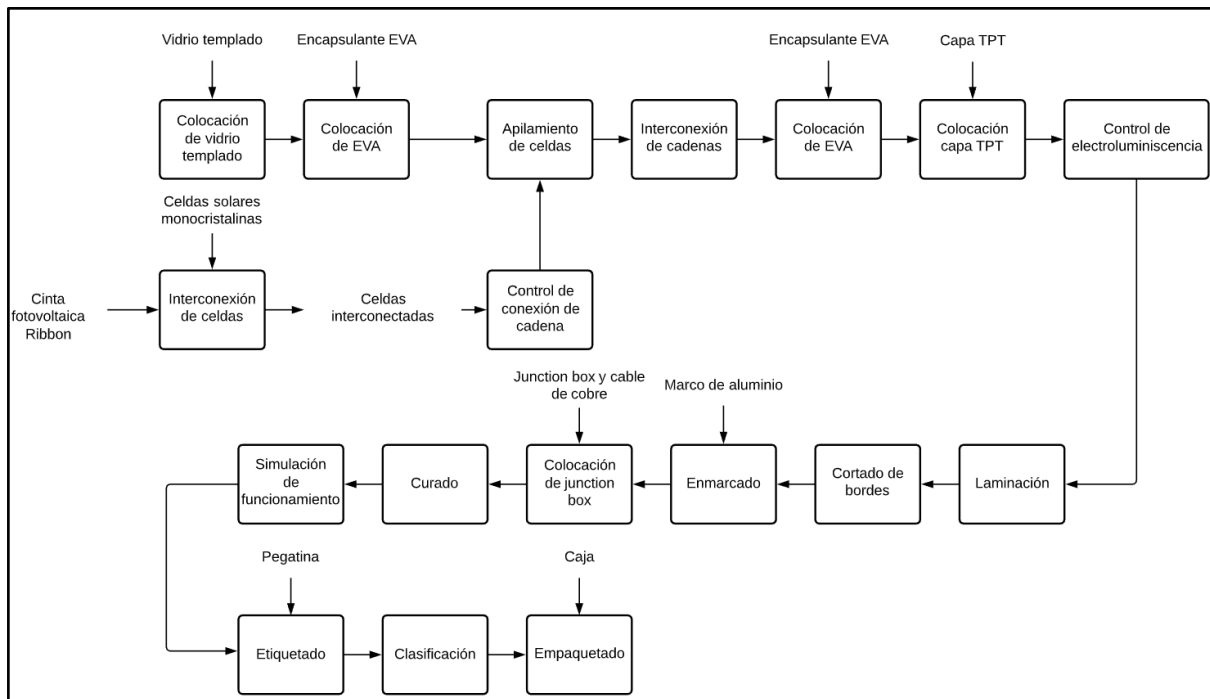 Vidrio templado
Encapsulante EVA
Encapsulante EVA
Capa TPT
Colocación
de vidrio
templado
Colocación
de EVA
Apilamiento
de celdas
Interconexión
de cadenas
Colocación
de EVA
Colocación
capa TPT
Control de
electroluminiscencia
Celdas solares
monocristalinas
Cinta
fotovoltaica
Ribbon
Interconexión
de celdas
Celdas
interconectadas
Control de
conexión de
cadena
Junction box y cable
de cobre
Marco de aluminio
Simulación
de
funcionamiento
Curado
Colocación
de junction
box
Enmarcado
Cortado de
bordes
Laminación
Pegatina
Caja
Etiquetado
Clasificación
Empaquetado